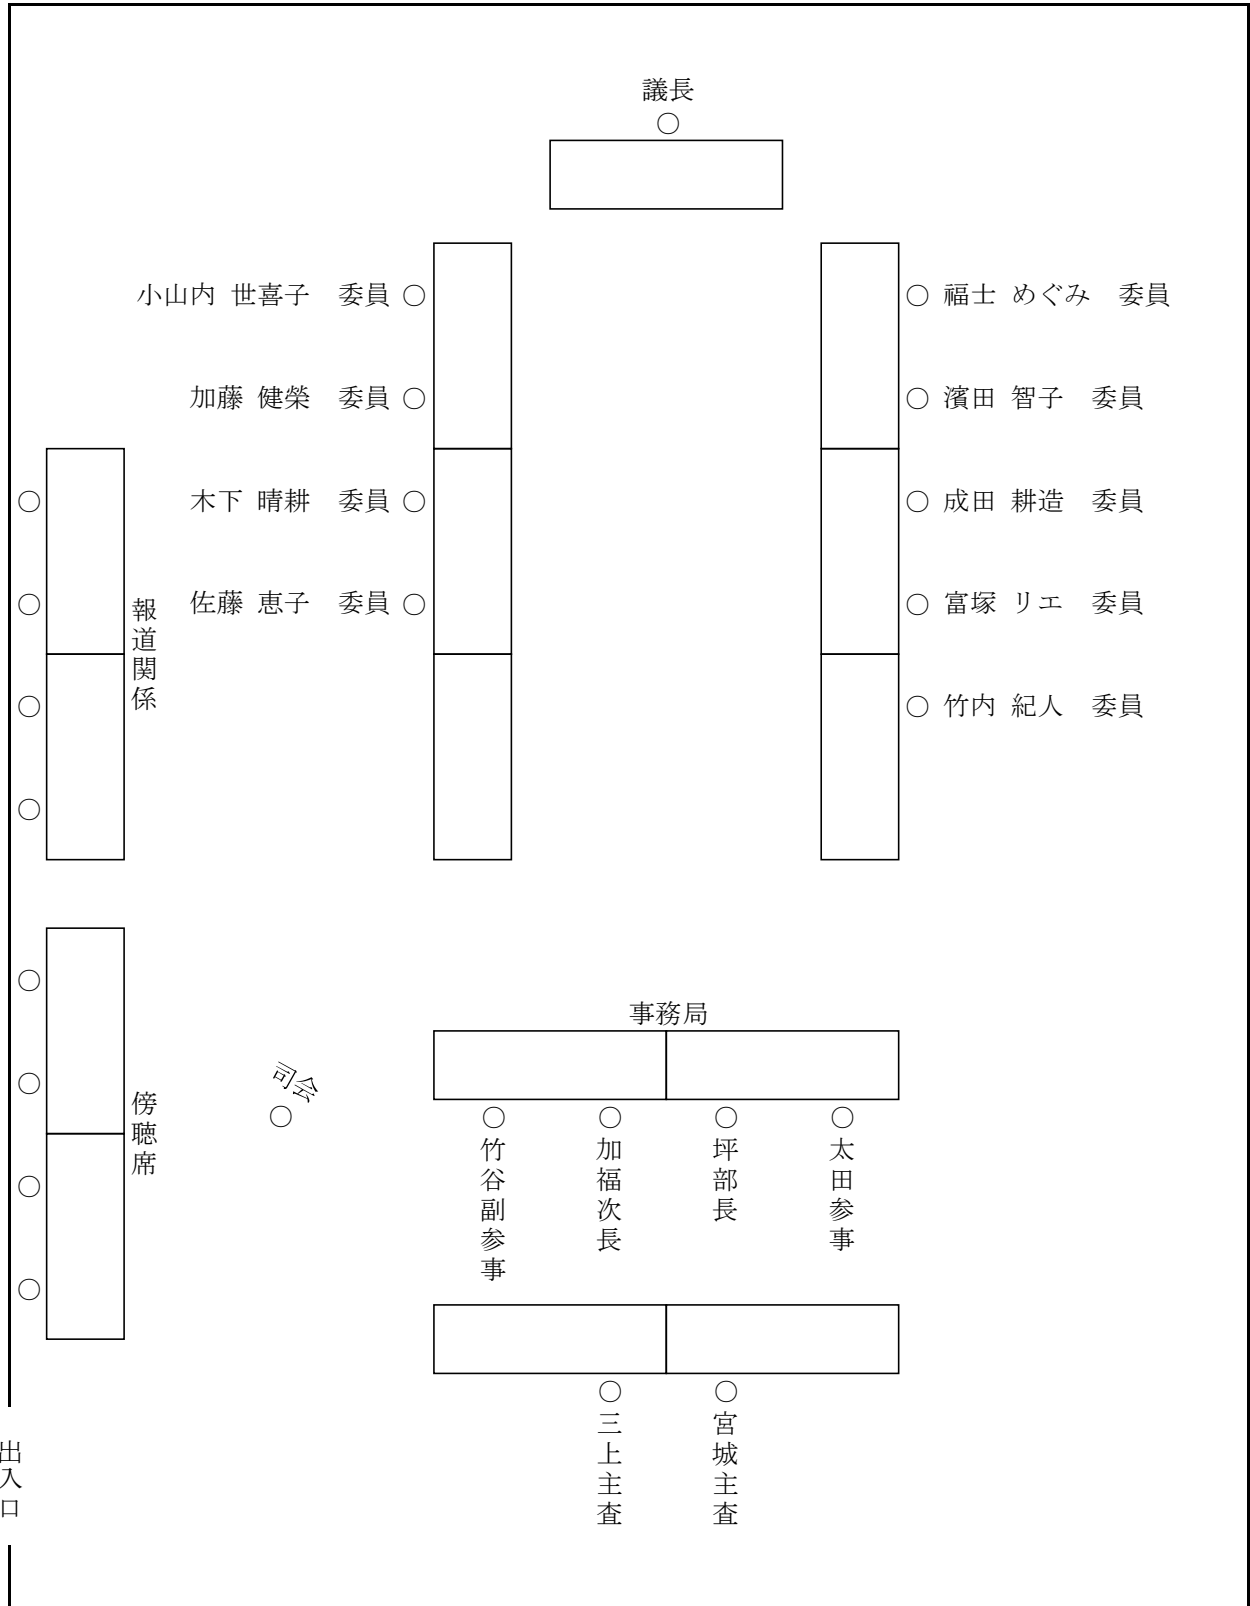 議長
○
小山内 世喜子 委員 ○
○ 福士 めぐみ 委員
加藤 健榮 委員 ○
○ 濱田 智子 委員
木下 晴耕 委員 ○
○ 成田 耕造 委員
佐藤 恵子 委員 ○
○ 富塚 リエ 委員
○ 竹内 紀人 委員
報道関係
傍聴席
司会
○
事務局
○竹谷副参事
○加福次長
○坪部長
○太田参事
○三上主査
○宮城主査
出入口